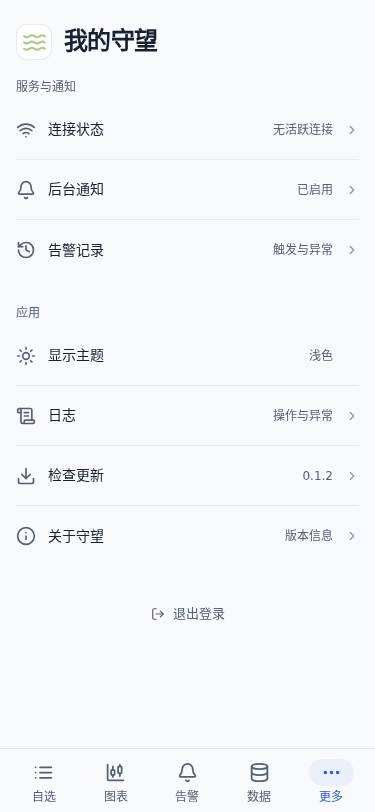 我的守望
服务与通知
连接状态 无活跃连接
后台通知 已启用
告警记录 触发与异常
应用
显示主题 浅色
日志 操作与异常
检查更新 0.1.2
关于守望 版本信息
退出登录
自选 图表 告警 数据 更多